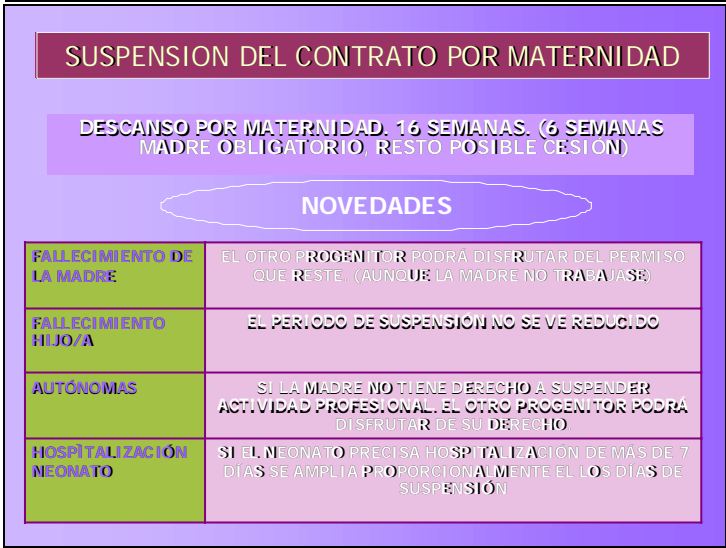 SUSPENSION DEL CONTRATO POR MATERNIDAD
DESCANSO POR MATERNIDAD. 16 SEMANAS. (6 SEMANAS
MADRE OBLIGATORIO, RESTO POSIBLE CESIÓN)
NOVEDADES
FALLECIMIENTO DE
LA MADRE
EL OTRO PROGENITOR PODRÁ DISFRUTAR DEL PERMISO
QUE RESTE. (AUNQUE LA MADRE NO TRABAJASE)
FALLECIMIENTO
HIJO/A
EL PERIODO DE SUSPENSIÓN NO SE VE REDUCIDO
AUTÓNOMAS
SI LA MADRE NO TIENE DERECHO A SUSPENDER
ACTIVIDAD PROFESIONAL. EL OTRO PROGENITOR PODRÁ
DISFRUTAR DE SU DERECHO.
HOSPÌTALIZACIÓN
NEONATO
SI EL NEONATO PRECISA HOSPITALIZACIÓN DE MÁS DE 7
DÍAS SE AMPLIA PROPORCIONALMENTE EL LOS DÍAS DE
SUSPENSIÓN